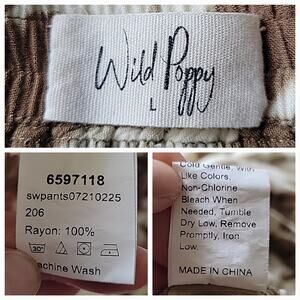 Wild Poppy
L
6597118
swpants07210225
206
Rayon: 100%
30°
achine Wash
Cold Gentle, With
Like Colors.
Non-Chlorine
Bleach When
Needed, Tumble
Dry Low, Remove
Promptly, Iron
Low.
MADE IN CHINA